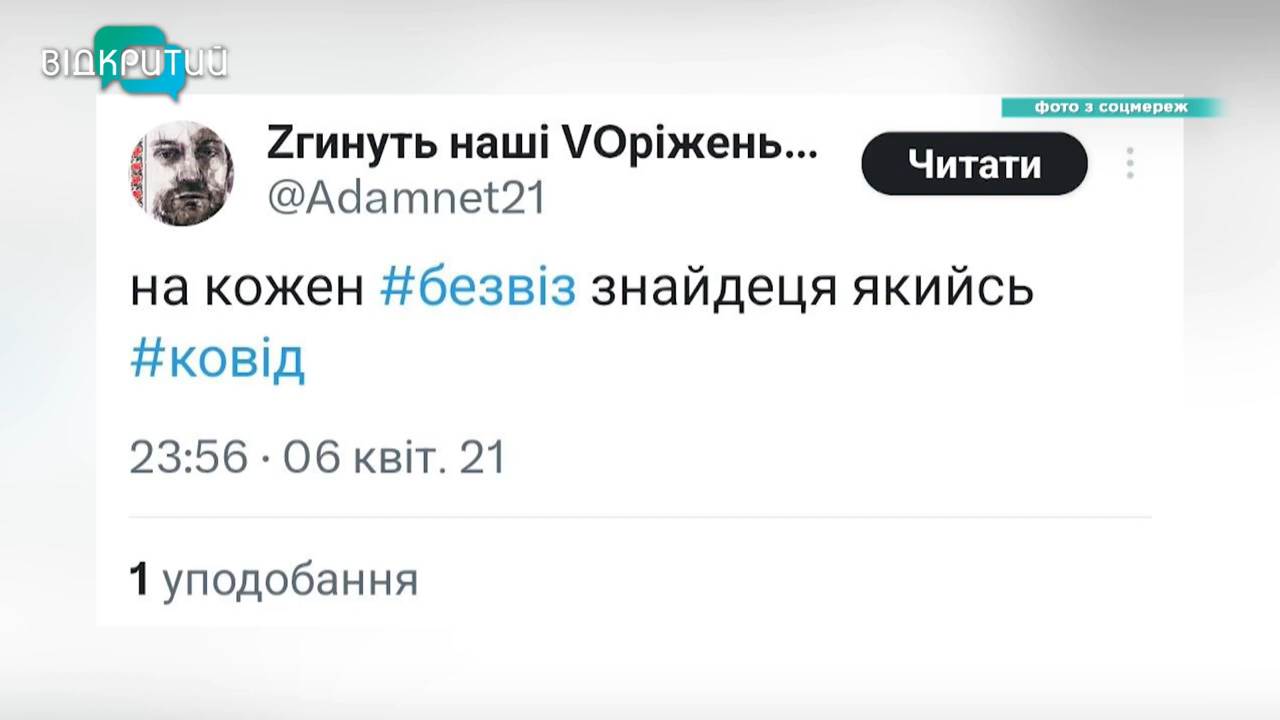 ВІДКРИТИЙ
фото з соцмереж
Zгинуть наші VОріжень...
Читати
@Adamnet21
на кожен #безвіз знайдеця якийсь
#ковід
23:56 · 06 квіт. 21
1 уподобання